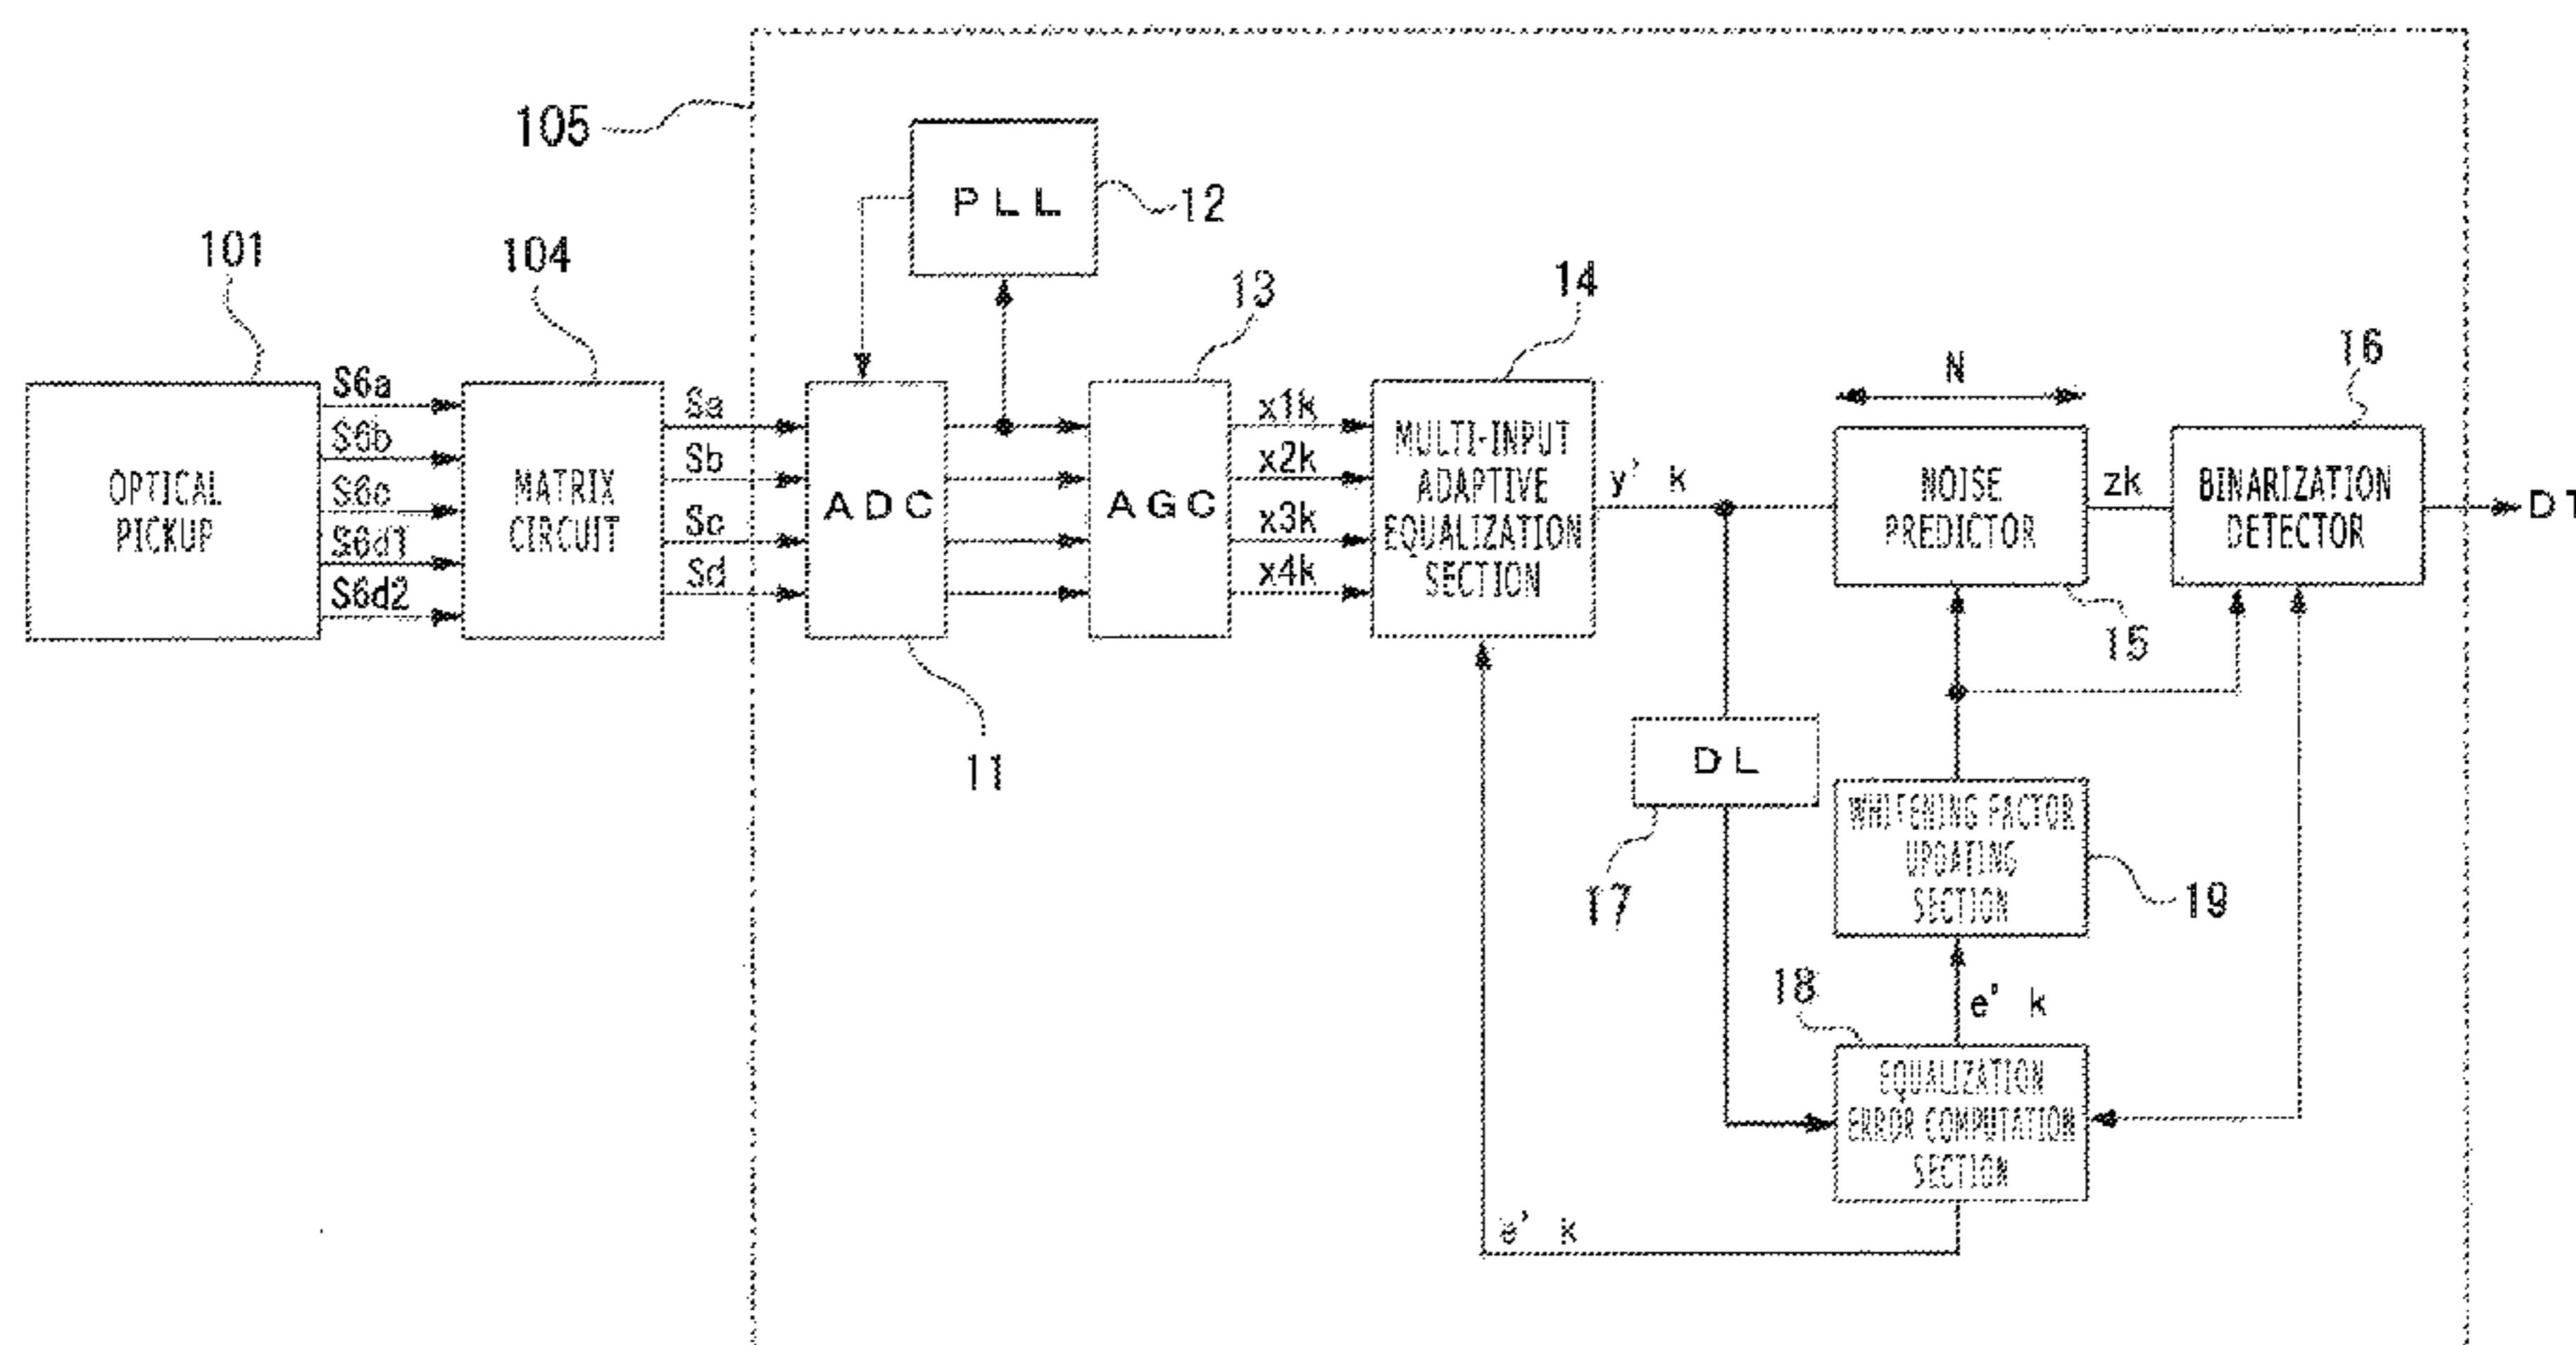 105
PLL
12
101
104
13
14
16
N
S6a
S6b
S6c
S6d1
S6d2
Sa
Sb
Sc
Sd
x1k
x2k
x3k
x4k
OPTICAL
PICKUP
MATRIX
CIRCUIT
ADC
AGC
MULTI-INPUT
ADAPTIVE
EQUALIZATION
SECTION
y' k
NOISE
PREDICTOR
zk
BINARIZATION
DETECTOR
DT
15
11
DL
17
WHITENING FACTOR
UPDATING
SECTION
19
18
e' k
EQUALIZATION
ERROR COMPUTATION
SECTION
e' k